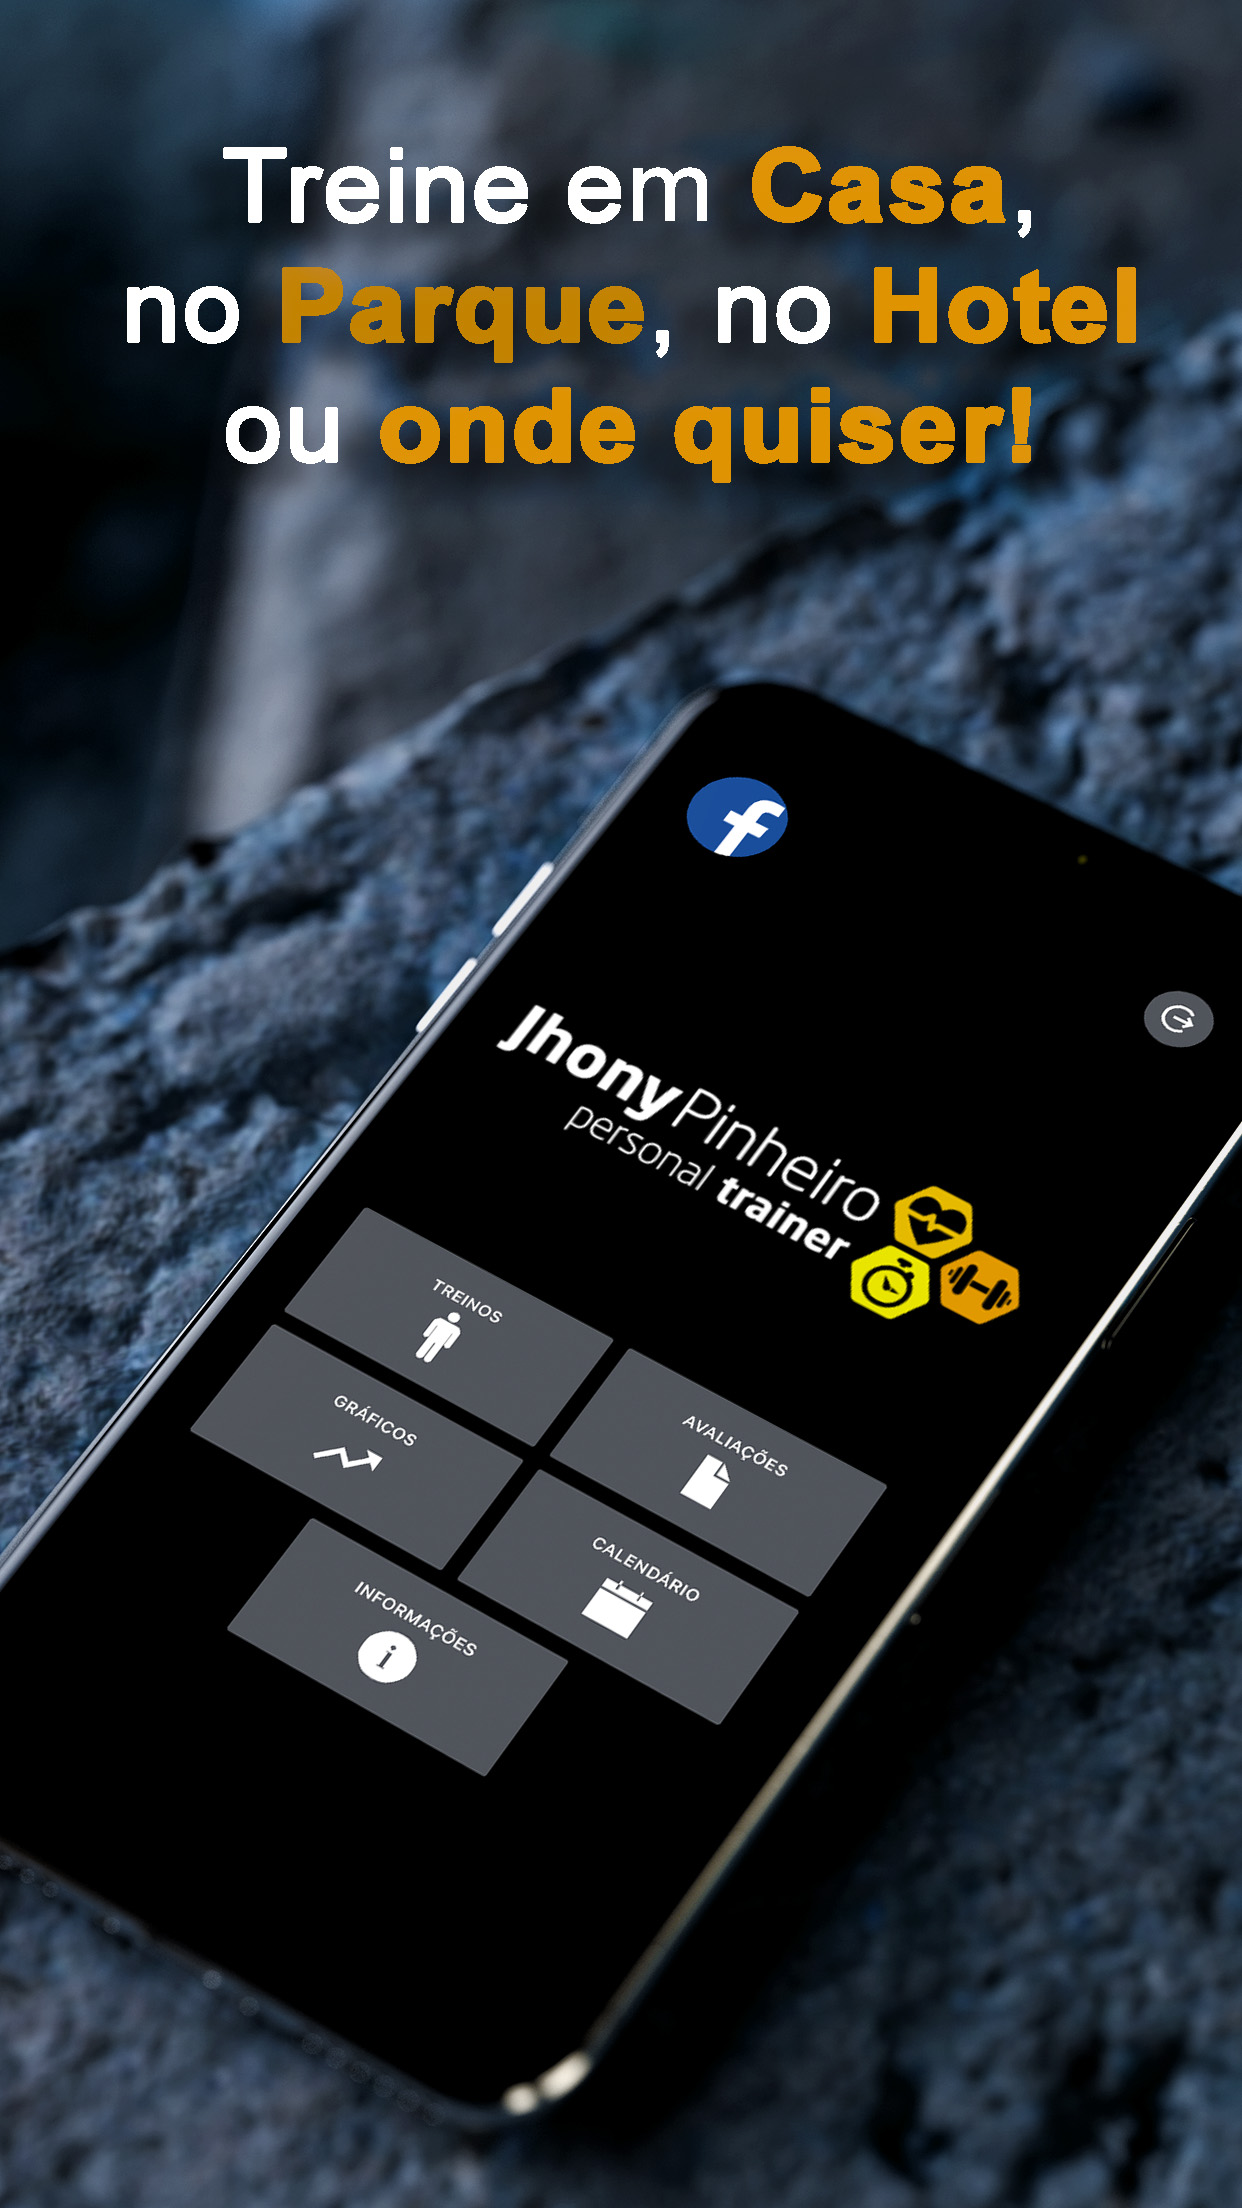 Treine em Casa,
no Parque, no Hotel
ou onde quiser!
JhonyPinheiro
personal trainer
TREINOS
AVALIAÇÕES
GRÁFICOS
CALENDÁRIO
INFORMAÇÕES